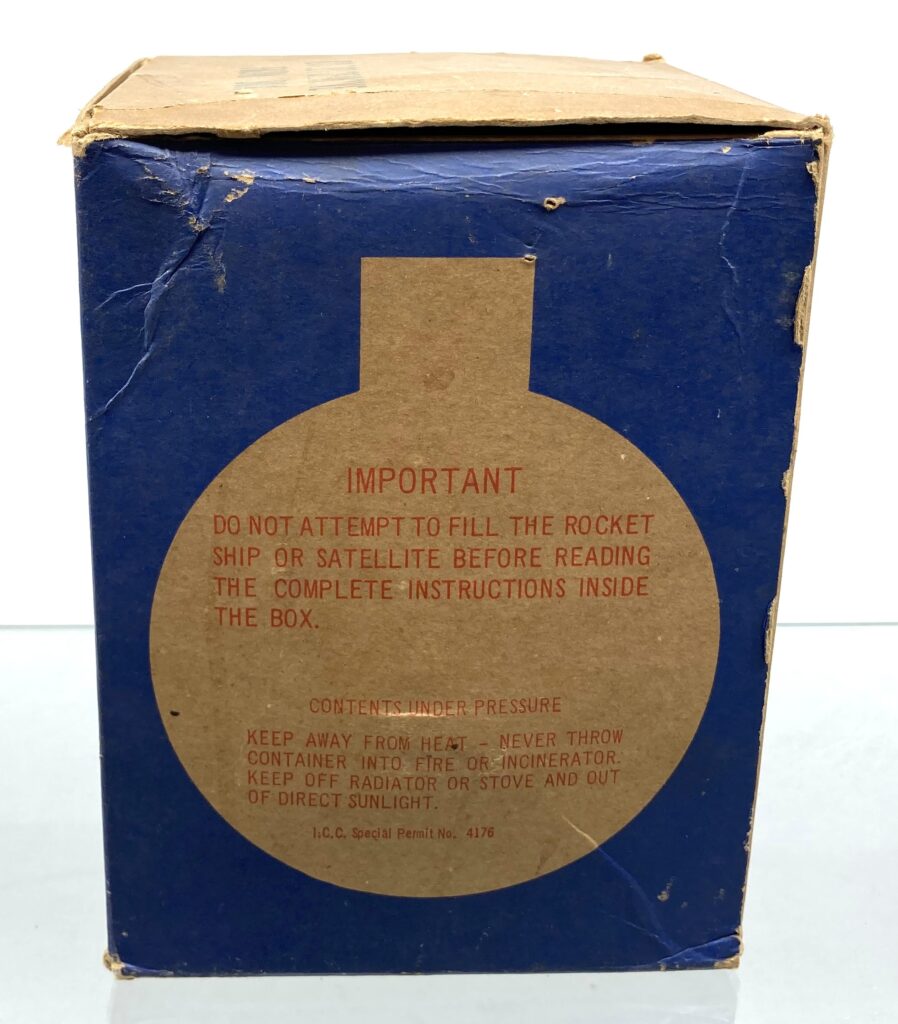 IMPORTANT
DO NOT ATTEMPT TO FILL THE ROCKET
SHIP OR SATELLITE BEFORE READING
THE COMPLETE INSTRUCTIONS INSIDE
THE BOX.
CONTENTS UNDER PRESSURE
KEEP AWAY FROM HEAT - NEVER THROW
CONTAINER INTO FIRE OR INCINERATOR.
KEEP OFF RADIATOR OR STOVE AND OUT
OF DIRECT SUNLIGHT.
I.C.C. Special Permit No. 4176